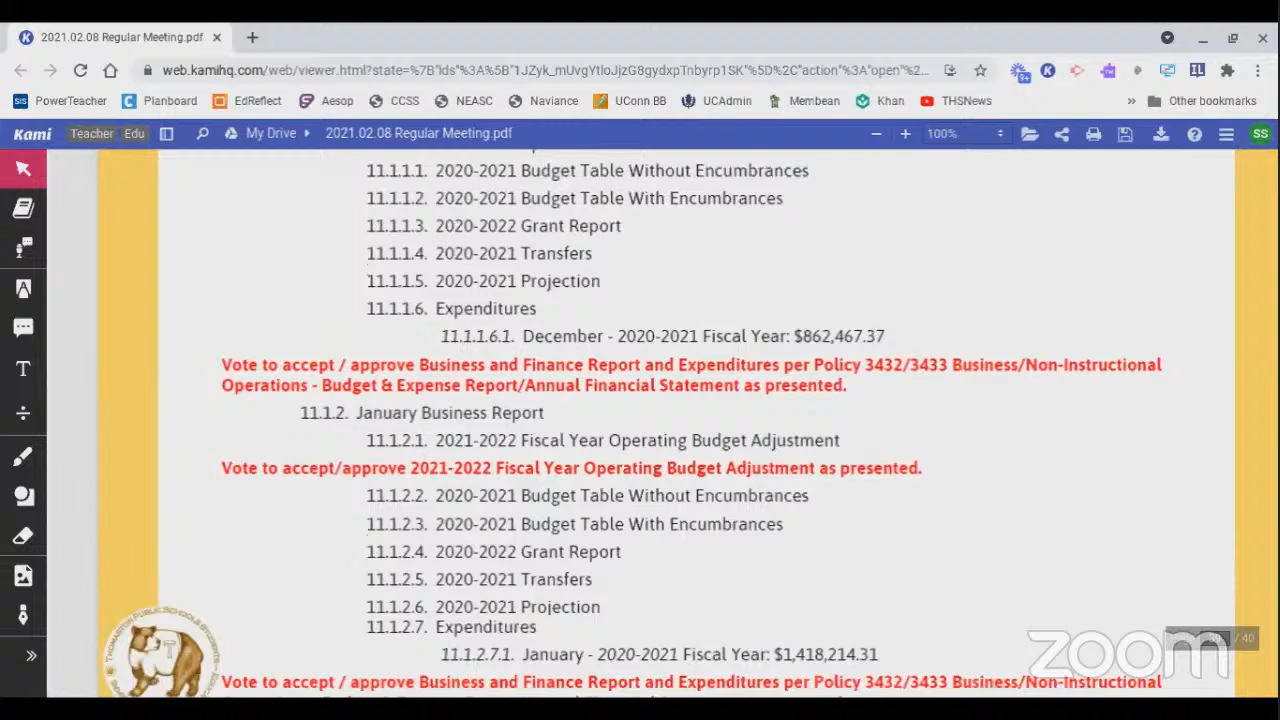 2021.02.08 Regular Meeting.pdf
web.kamihq.com/web/viewer.html?state=%7B"ids"%3A%5B"1JZyk_mUvgYtloJjzG8gydxpTnbyrp1SK"%5D%2C"action"%3A"open"%2...
PowerTeacher Planboard EdReflect Aesop CCSS NEASC Naviance UConn BB UCAdmin Membean Khan THSNews » Other bookmarks
Kami Teacher Edu My Drive 2021.02.08 Regular Meeting.pdf 100% SS
11.1.1.1. 2020-2021 Budget Table Without Encumbrances
11.1.1.2. 2020-2021 Budget Table With Encumbrances
11.1.1.3. 2020-2022 Grant Report
11.1.1.4. 2020-2021 Transfers
11.1.1.5. 2020-2021 Projection
11.1.1.6. Expenditures
11.1.1.6.1. December - 2020-2021 Fiscal Year: $862,467.37
Vote to accept / approve Business and Finance Report and Expenditures per Policy 3432/3433 Business/Non-Instructional
Operations - Budget & Expense Report/Annual Financial Statement as presented.
11.1.2. January Business Report
11.1.2.1. 2021-2022 Fiscal Year Operating Budget Adjustment
Vote to accept/approve 2021-2022 Fiscal Year Operating Budget Adjustment as presented.
11.1.2.2. 2020-2021 Budget Table Without Encumbrances
11.1.2.3. 2020-2021 Budget Table With Encumbrances
11.1.2.4. 2020-2022 Grant Report
11.1.2.5. 2020-2021 Transfers
11.1.2.6. 2020-2021 Projection
11.1.2.7. Expenditures
11.1.2.7.1. January - 2020-2021 Fiscal Year: $1,418,214.31
Vote to accept / approve Business and Finance Report and Expenditures per Policy 3432/3433 Business/Non-Instructional
THOMASTON PUBLIC SCHOOLS STUDENTS
T
zoom
/ 40